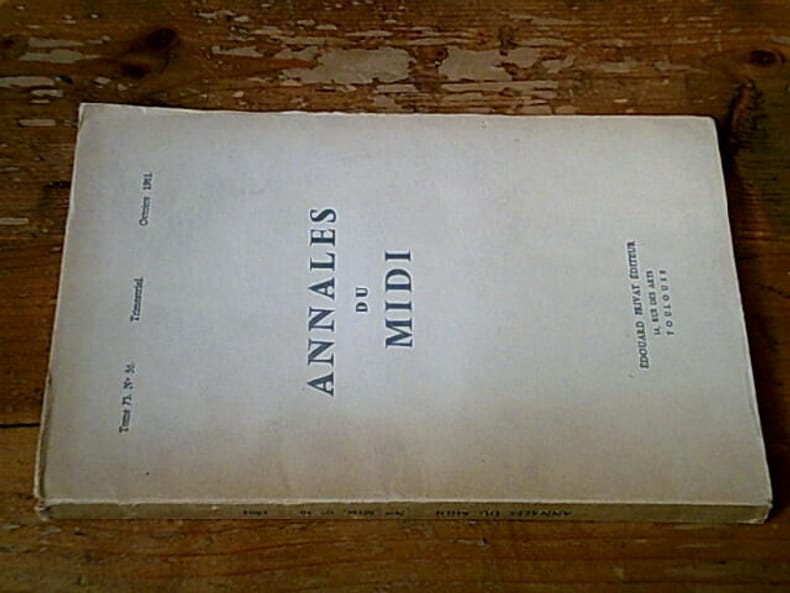 Tome 73. N° 56. Trimestriel. Octobre 1961.
ANNALES
DU
MIDI
ÉDOUARD PRIVAT ÉDITEUR
14, RUE DES ARTS
TOULOUSE
ANNALES DU MIDI 1961